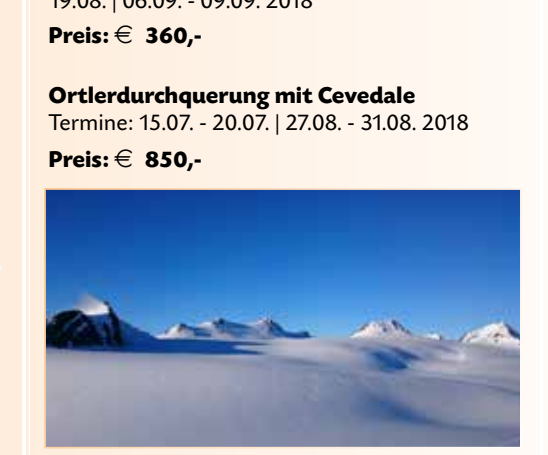 19.08. | 06.09. - 09.09. 2018
Preis: € 360,-
Ortlerdurchquerung mit Cevedale
Termine: 15.07. - 20.07. | 27.08. - 31.08. 2018
Preis: € 850,-